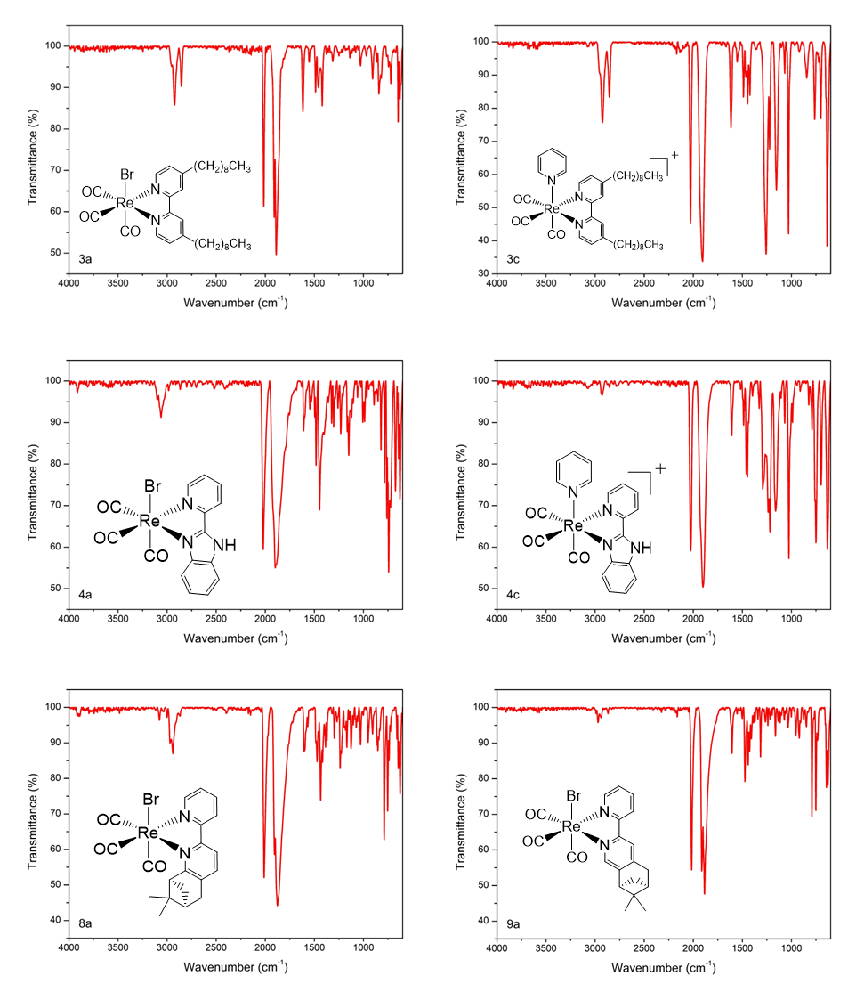 100
90
80
70
60
50
Transmittance (%)
Br
OC
OC
Re
CO
N
N
(CH2)8CH3
(CH2)8CH3
3a
4000 3500 3000 2500 2000 1500 1000
Wavenumber (cm-1)
100
90
80
70
60
50
40
30
Transmittance (%)
N
OC
OC
Re
CO
N
N
(CH2)8CH3
+
(CH2)8CH3
3c
4000 3500 3000 2500 2000 1500 1000
Wavenumber (cm-1)
100
90
80
70
60
50
Transmittance (%)
Br
OC
OC
Re
CO
N
N
NH
4a
4000 3500 3000 2500 2000 1500 1000
Wavenumber (cm-1)
100
90
80
70
60
50
Transmittance (%)
N
+
OC
OC
Re
CO
N
N
NH
4c
4000 3500 3000 2500 2000 1500 1000
Wavenumber (cm-1)
100
90
80
70
60
50
40
Transmittance (%)
Br
OC
OC
Re
CO
N
N
8a
4000 3500 3000 2500 2000 1500 1000
Wavenumber (cm-1)
100
90
80
70
60
50
40
Transmittance (%)
Br
OC
OC
Re
CO
N
N
9a
4000 3500 3000 2500 2000 1500 1000
Wavenumber (cm-1)